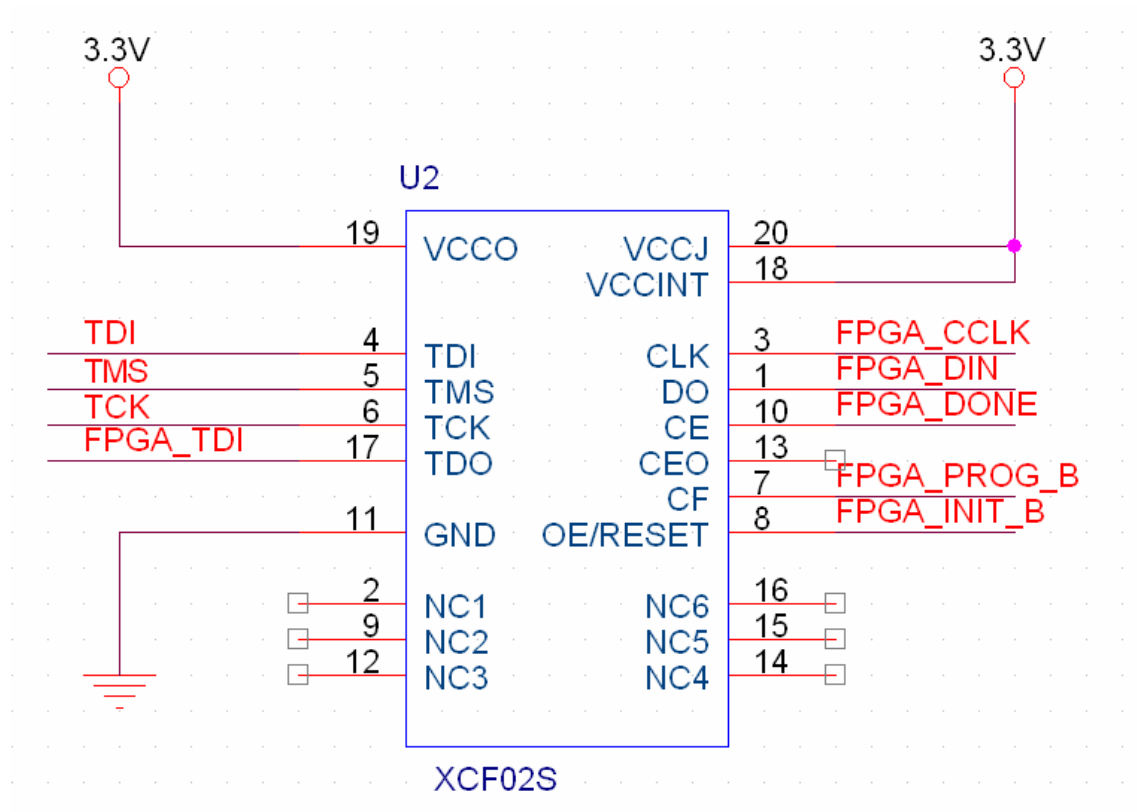 3.3V 3.3V
U2
19 VCCO VCCJ 20
VCCINT 18
TDI 4 TDI CLK 3 FPGA_CCLK
TMS 5 TMS DO 1 FPGA_DIN
TCK 6 TCK CE 10 FPGA_DONE
FPGA_TDI 17 TDO CEO 13
CF 7 FPGA_PROG_B
11 GND OE/RESET 8 FPGA_INIT_B
2 NC1 NC6 16
9 NC2 NC5 15
12 NC3 NC4 14
XCF02S